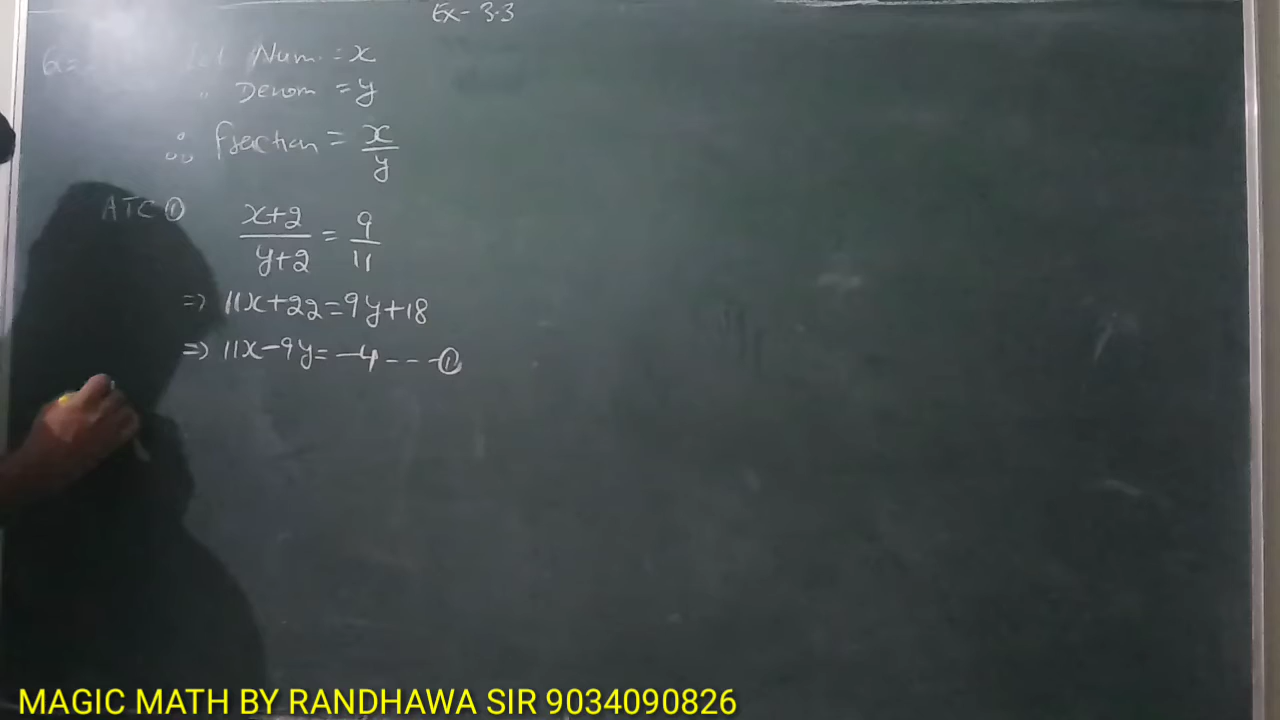 Ex- 3.3
Let Num. = x
" Denom = y
∴ Fraction = x/y
ATC ① (x+2)/(y+2) = 9/11
=> 11x+22=9y+18
=> 11x-9y= -4 --- ①
MAGIC MATH BY RANDHAWA SIR 9034090826